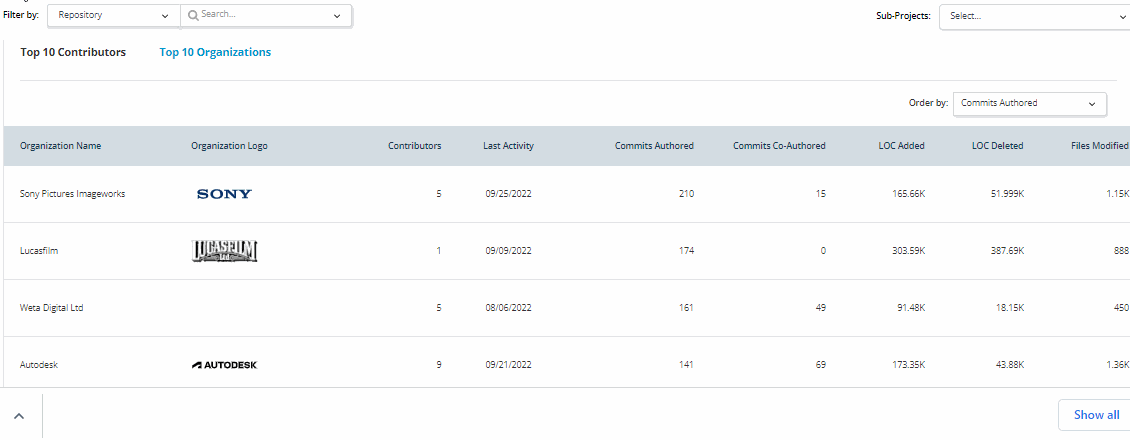 Filter by: Repository Search... Sub-Projects: Select...
Top 10 Contributors Top 10 Organizations
Order by: Commits Authored
Organization Name Organization Logo Contributors Last Activity Commits Authored Commits Co-Authored LOC Added LOC Deleted Files Modified
Sony Pictures Imageworks SONY 5 09/25/2022 210 15 165.66K 51.999K 1.15K
Lucasfilm LUCASFILM Ltd 1 09/09/2022 174 0 303.59K 387.69K 888
Weta Digital Ltd 5 08/06/2022 161 49 91.48K 18.15K 450
Autodesk AUTODESK 9 09/21/2022 141 69 173.35K 43.88K 1.36K
Show all